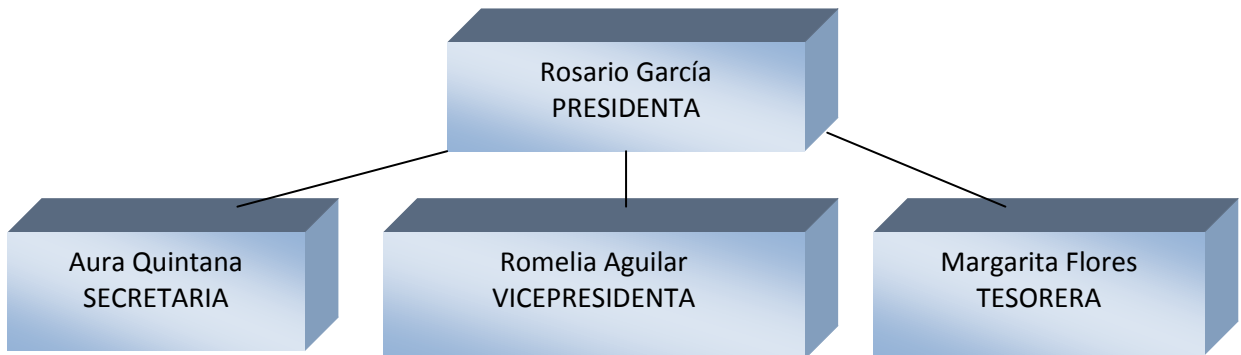 Rosario García
PRESIDENTA
Aura Quintana
SECRETARIA
Romelia Aguilar
VICEPRESIDENTA
Margarita Flores
TESORERA